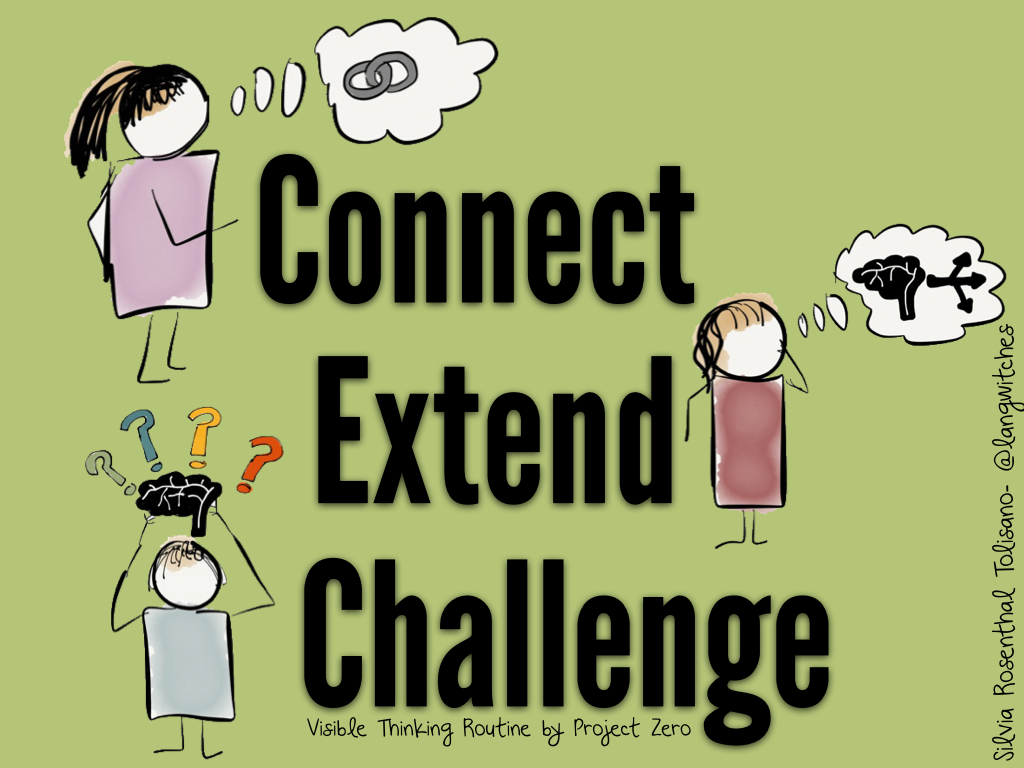 Connect
Extend
Challenge
Visible Thinking Routine by Project Zero
Silvia Rosenthal Tolisano- @langwitches